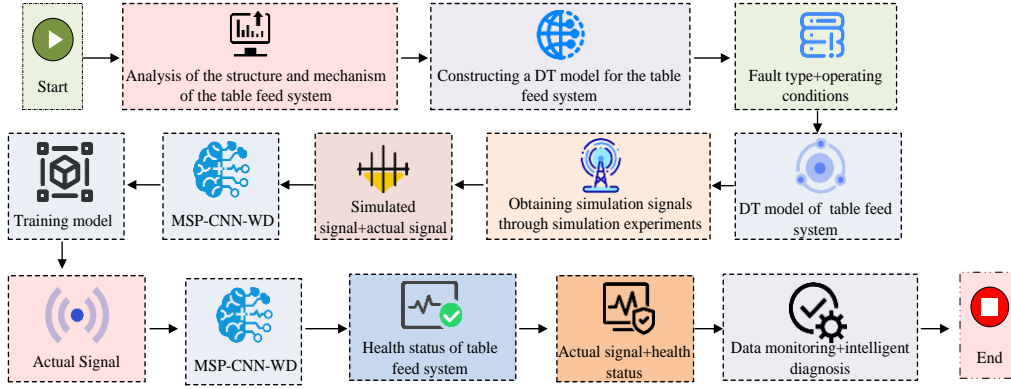 Start
Analysis of the structure and mechanism
of the table feed system
Constructing a DT model for the table
feed system
Fault type+operating
conditions
DT model of table feed
system
Obtaining simulation signals
through simulation experiments
Simulated
signal+actual signal
MSP-CNN-WD
Training model
Actual Signal
MSP-CNN-WD
Health status of table
feed system
Actual signal+health
status
Data monitoring+intelligent
diagnosis
End